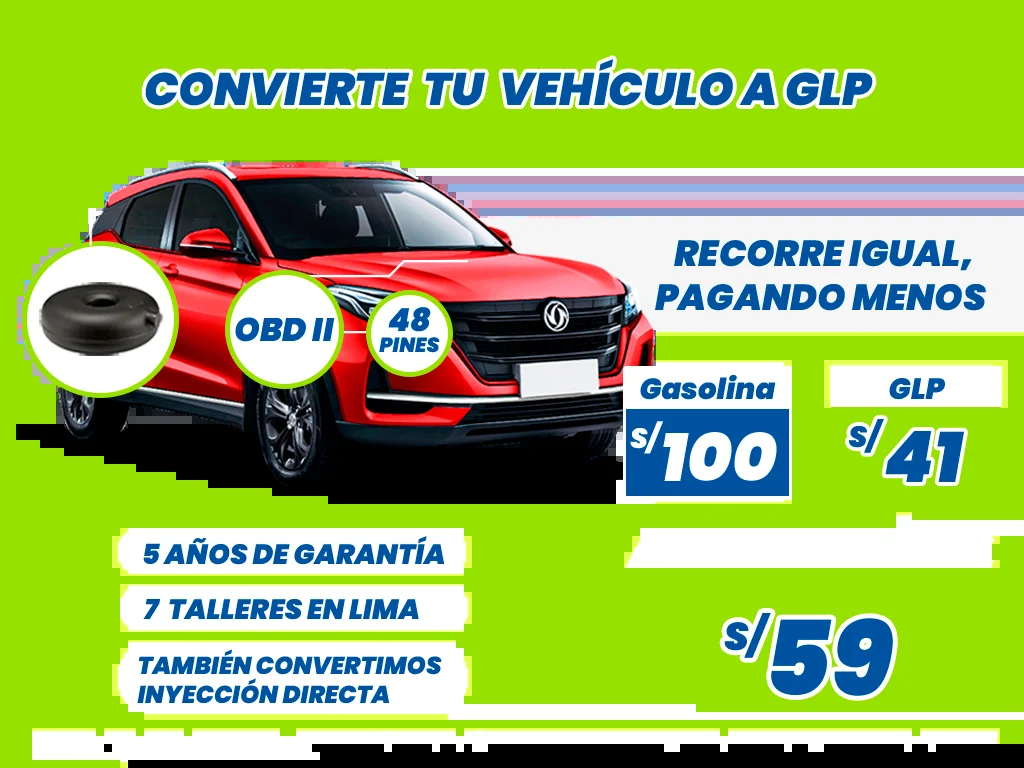 CONVIERTE TU VEHÍCULO A GLP
RECORRE IGUAL,
PAGANDO MENOS
OBD II
48
PINES
Gasolina
S/100
GLP
S/41
5 AÑOS DE GARANTÍA
7 TALLERES EN LIMA
TAMBIÉN CONVERTIMOS
INYECCIÓN DIRECTA
S/59